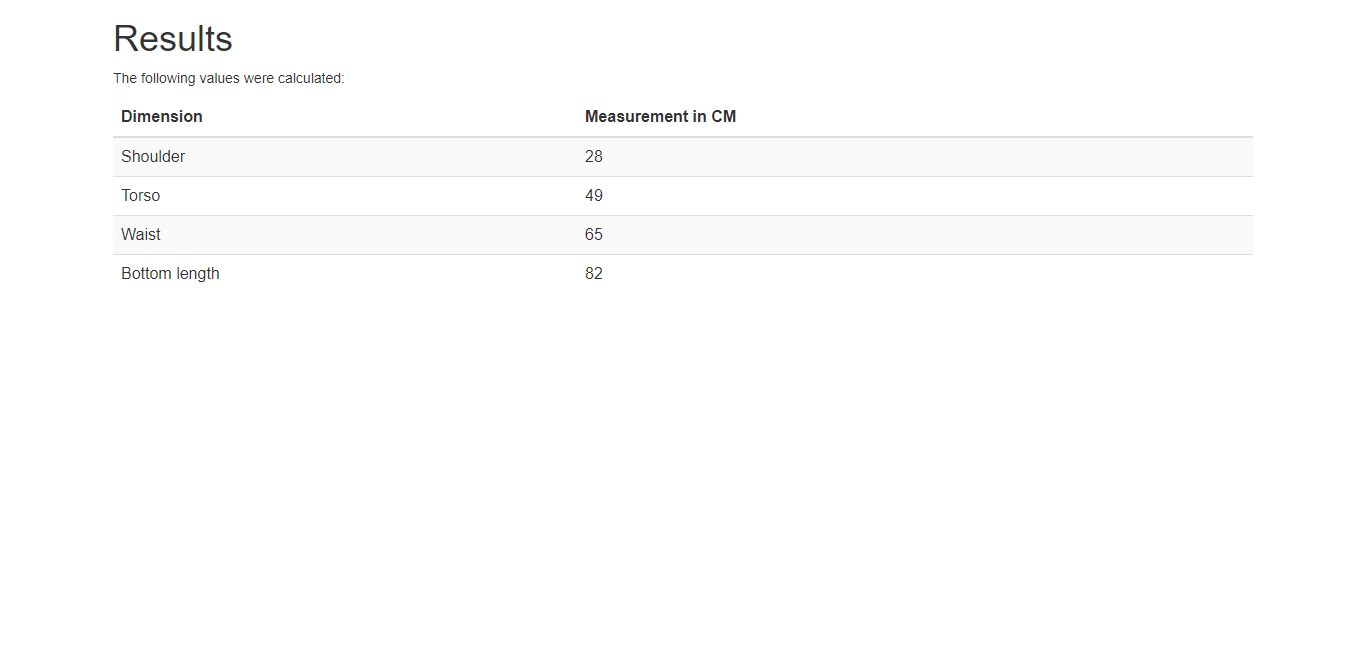 Results
The following values were calculated:
Dimension Measurement in CM
Shoulder 28
Torso 49
Waist 65
Bottom length 82